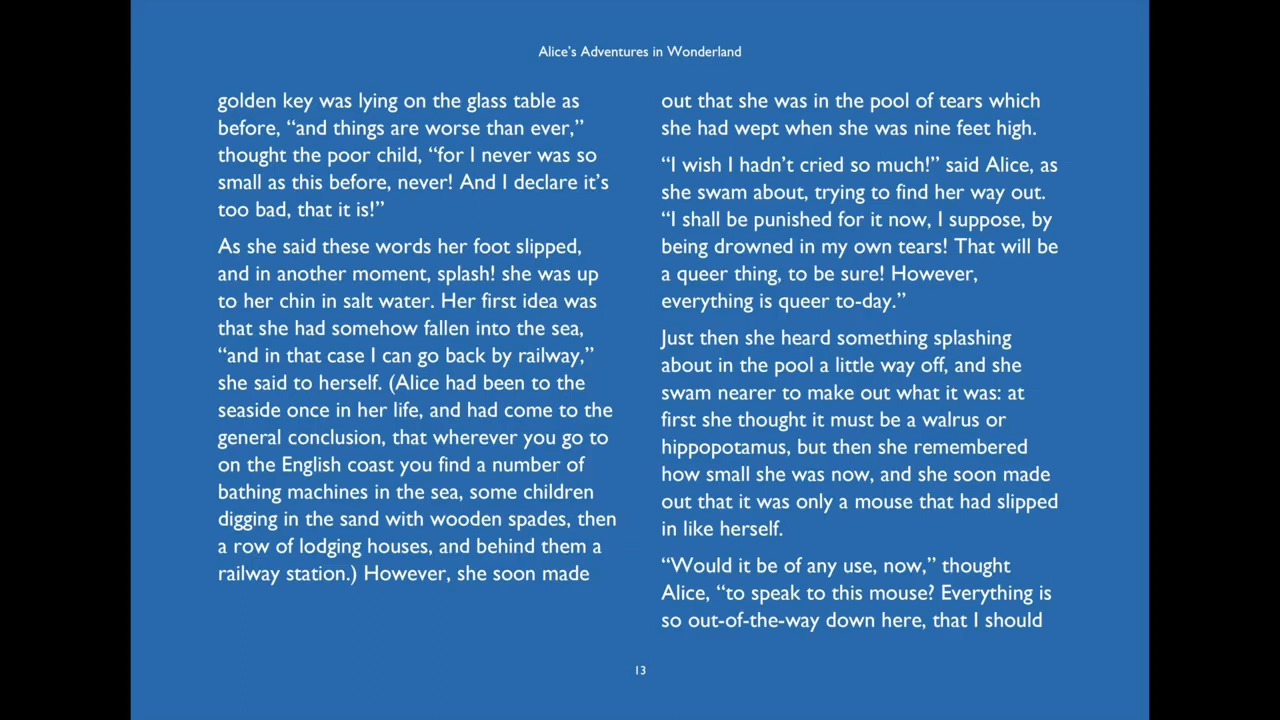 Alice’s Adventures in Wonderland
golden key was lying on the glass table as
before, “and things are worse than ever,”
thought the poor child, “for I never was so
small as this before, never! And I declare it’s
too bad, that it is!”
As she said these words her foot slipped,
and in another moment, splash! she was up
to her chin in salt water. Her first idea was
that she had somehow fallen into the sea,
“and in that case I can go back by railway,”
she said to herself. (Alice had been to the
seaside once in her life, and had come to the
general conclusion, that wherever you go to
on the English coast you find a number of
bathing machines in the sea, some children
digging in the sand with wooden spades, then
a row of lodging houses, and behind them a
railway station.) However, she soon made
out that she was in the pool of tears which
she had wept when she was nine feet high.
“I wish I hadn’t cried so much!” said Alice, as
she swam about, trying to find her way out.
“I shall be punished for it now, I suppose, by
being drowned in my own tears! That will be
a queer thing, to be sure! However,
everything is queer to-day.”
Just then she heard something splashing
about in the pool a little way off, and she
swam nearer to make out what it was: at
first she thought it must be a walrus or
hippopotamus, but then she remembered
how small she was now, and she soon made
out that it was only a mouse that had slipped
in like herself.
“Would it be of any use, now,” thought
Alice, “to speak to this mouse? Everything is
so out-of-the-way down here, that I should
13